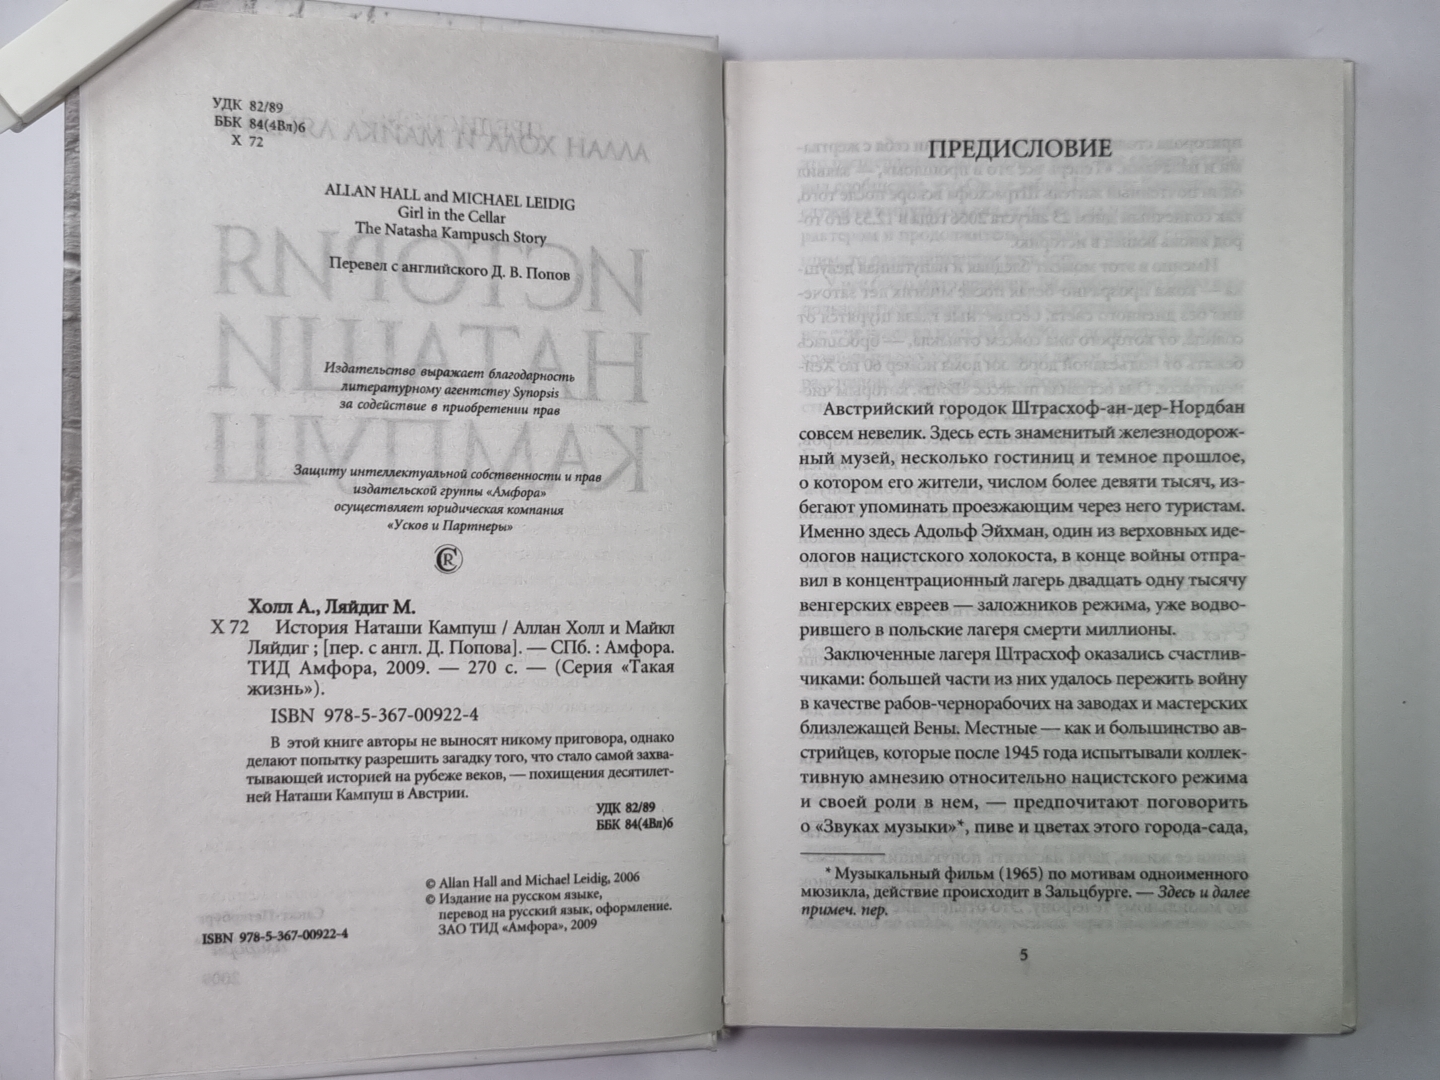 УДК 82/89
ББК 84(4Вл)6
Х 72
ALLAN HALL and MICHAEL LEIDIG
Girl in the Cellar
The Natasha Kampusch Story
Перевел с английского Д. В. Попов
Издательство выражает благодарность
литературному агентству Synopsis
за содействие в приобретении прав
Защиту интеллектуальной собственности и прав
издательской группы «Амфора»
осуществляет юридическая компания
«Усков и Партнеры»
Холл А., Ляйдиг М.
Х 72 История Наташи Кампуш / Аллан Холл и Майкл
Ляйдиг ; [пер. с англ. Д. Попова]. — СПб. : Амфора.
ТИД Амфора, 2009. — 270 с. — (Серия «Такая
жизнь»).
ISBN 978-5-367-00922-4
В этой книге авторы не выносят никому приговора, однако
делают попытку разрешить загадку того, что стало самой захва-
тывающей историей на рубеже веков, — похищения десятилет-
ней Наташи Кампуш в Австрии.
УДК 82/89
ББК 84(4Вл)6
© Allan Hall and Michael Leidig, 2006
© Издание на русском языке,
перевод на русский язык, оформление.
ЗАО ТИД «Амфора», 2009
ISBN 978-5-367-00922-4
ПРЕДИСЛОВИЕ
Австрийский городок Штрасхоф-ан-дер-Нордбан
совсем невелик. Здесь есть знаменитый железнодорож-
ный музей, несколько гостиниц и темное прошлое,
о котором его жители, числом более девяти тысяч, из-
бегают упоминать проезжающим через него туристам.
Именно здесь Адольф Эйхман, один из верховных иде-
ологов нацистского холокоста, в конце войны отпра-
вил в концентрационный лагерь двадцать одну тысячу
венгерских евреев — заложников режима, уже водво-
рившего в польские лагеря смерти миллионы.
Заключенные лагеря Штрасхоф оказались счастлив-
чиками: большей части из них удалось пережить войну
в качестве рабов-чернорабочих на заводах и мастерских
близлежащей Вены. Местные — как и большинство ав-
стрийцев, которые после 1945 года испытывали коллек-
тивную амнезию относительно нацистского режима
и своей роли в нем, — предпочитают поговорить
о «Звуках музыки»*, пиве и цветах этого города-сада,
* Музыкальный фильм (1965) по мотивам одноименного
мюзикла, действие происходит в Зальцбурге. — Здесь и далее
примеч. пер.
5